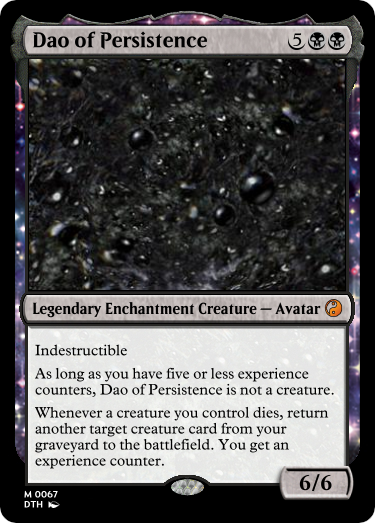 Dao of Persistence 5
Legendary Enchantment Creature — Avatar
Indestructible
As long as you have five or less experience
counters, Dao of Persistence is not a creature.
Whenever a creature you control dies, return
another target creature card from your
graveyard to the battlefield. You get an
experience counter.
6/6
M 0067
DTH